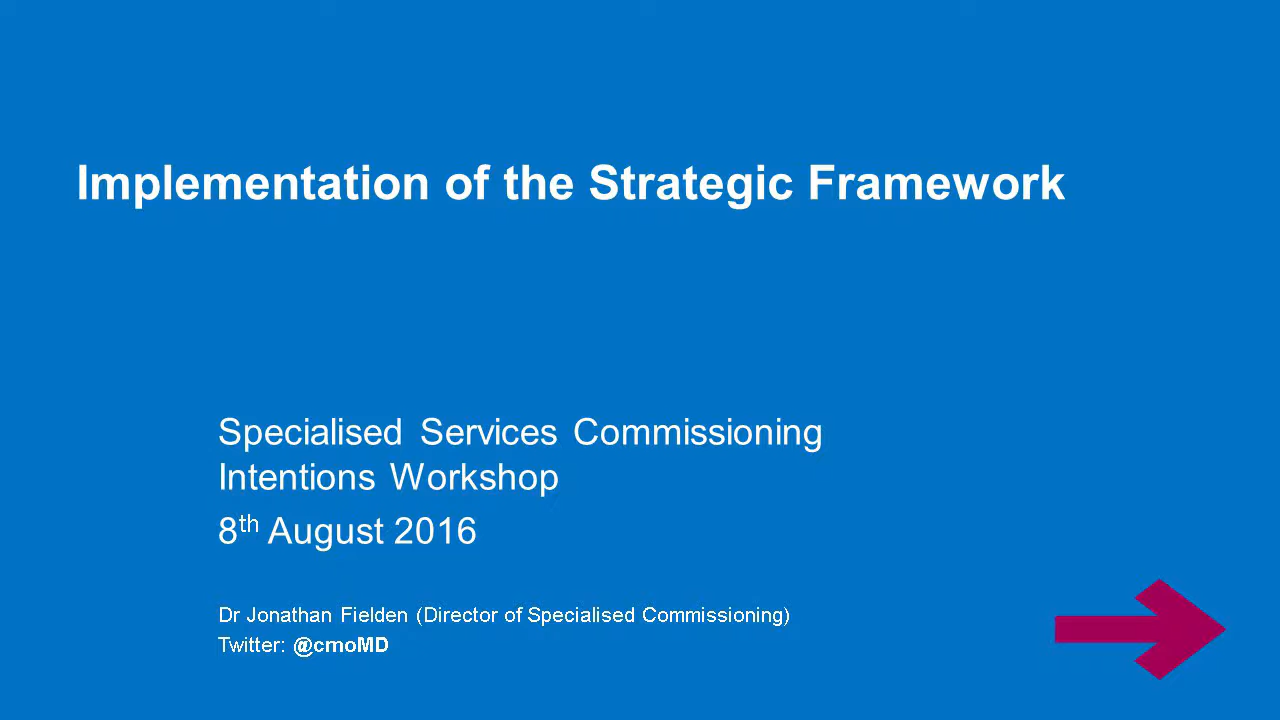 Implementation of the Strategic Framework
Specialised Services Commissioning
Intentions Workshop
8th August 2016
Dr Jonathan Fielden (Director of Specialised Commissioning)
Twitter: @cmoMD